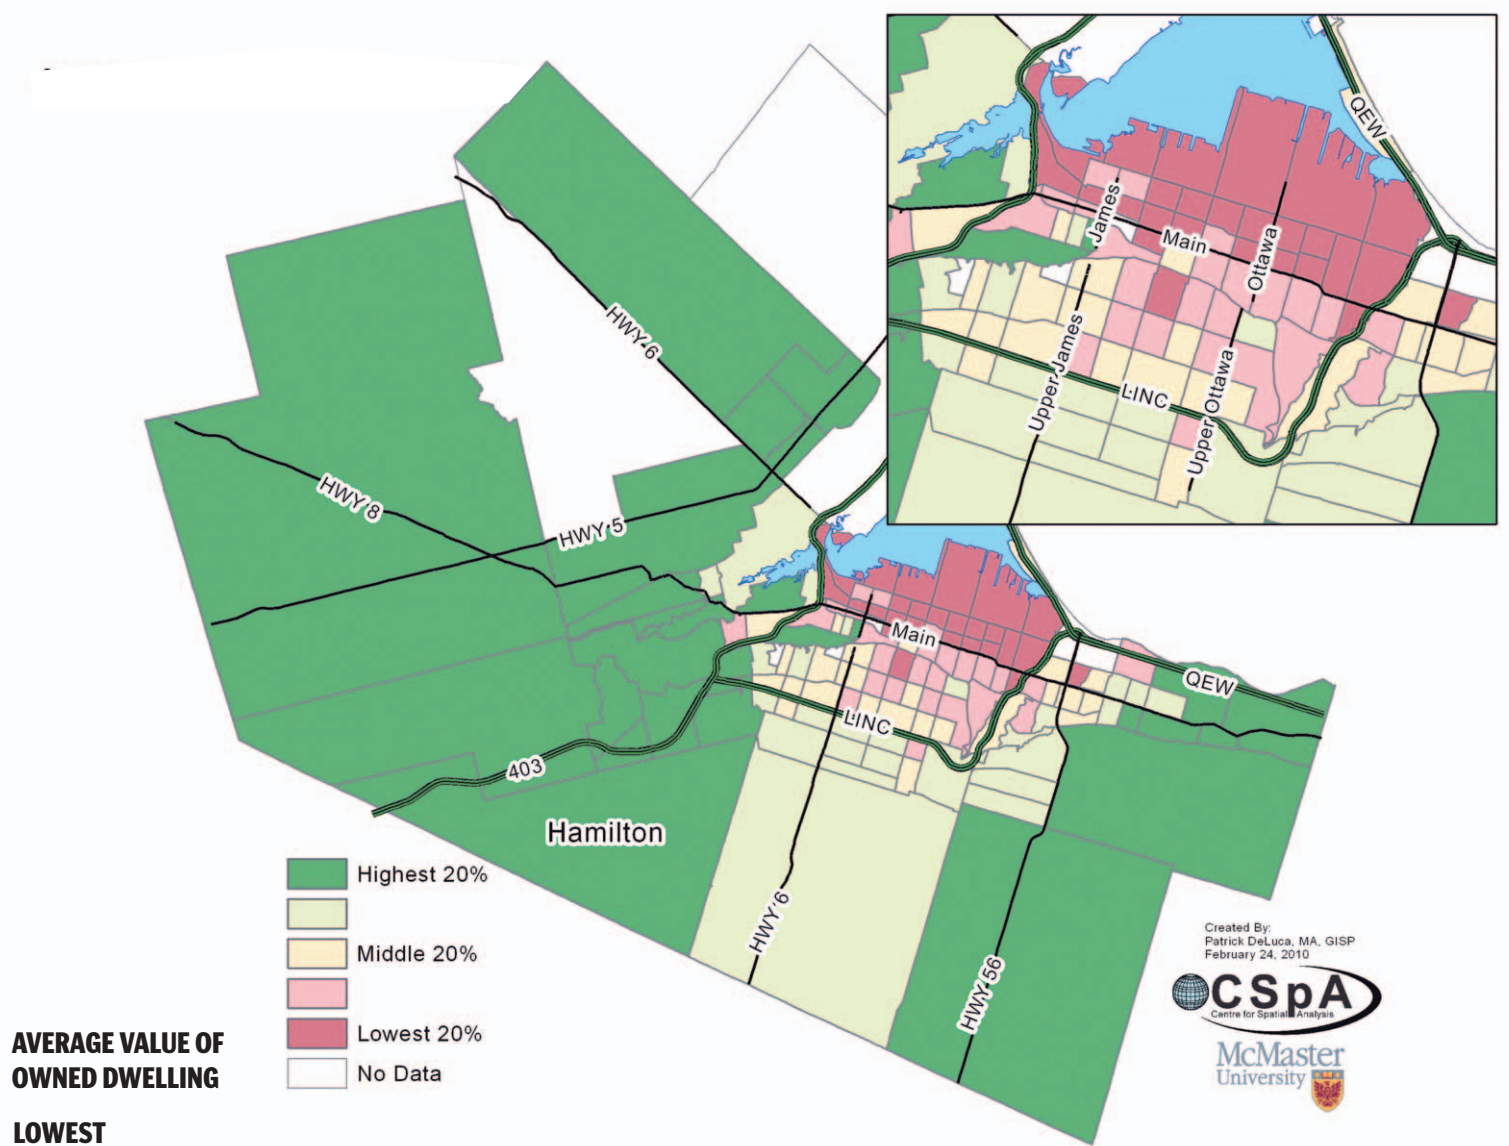 QEW
James
Main
Ottawa
Upper James
LINC
Upper Ottawa
HWY 6
HWY 8
HWY 5
Main
QEW
LINC
403
Hamilton
HWY 6
HWY 56
Highest 20%
Middle 20%
Lowest 20%
No Data
Created By:
Patrick DeLuca, MA, GISP
February 24, 2010
CSpA
Centre for Spatial Analysis
McMaster
University
AVERAGE VALUE OF
OWNED DWELLING
LOWEST